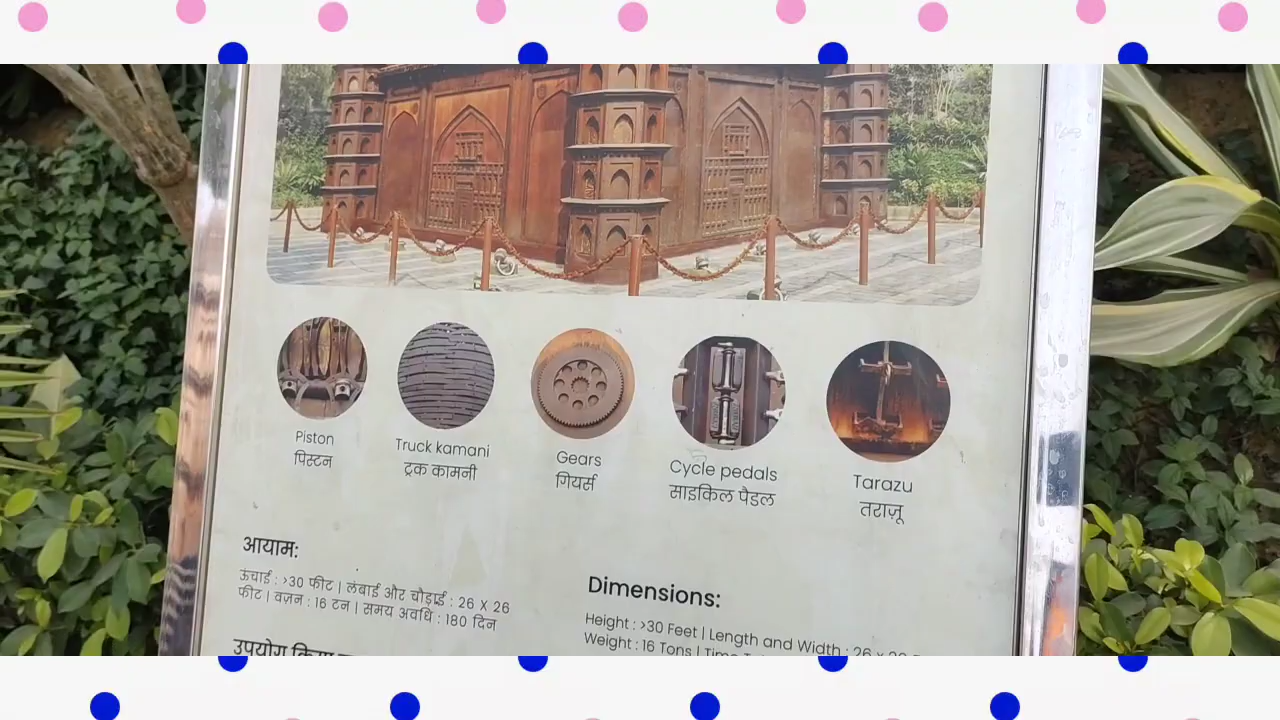 Piston
पिस्टन
Truck kamani
ट्रक कामनी
Gears
गियर्स
Cycle pedals
साइकिल पैडल
Tarazu
तराज़ू
आयाम:
ऊंचाई : >30 फीट | लंबाई और चौड़ाई : 26 X 26
फीट | वज़न : 16 टन | समय अवधि : 180 दिन
उपयोग किया
Dimensions:
Height : >30 Feet | Length and Width : 26 x
Weight : 16 Tons | Time